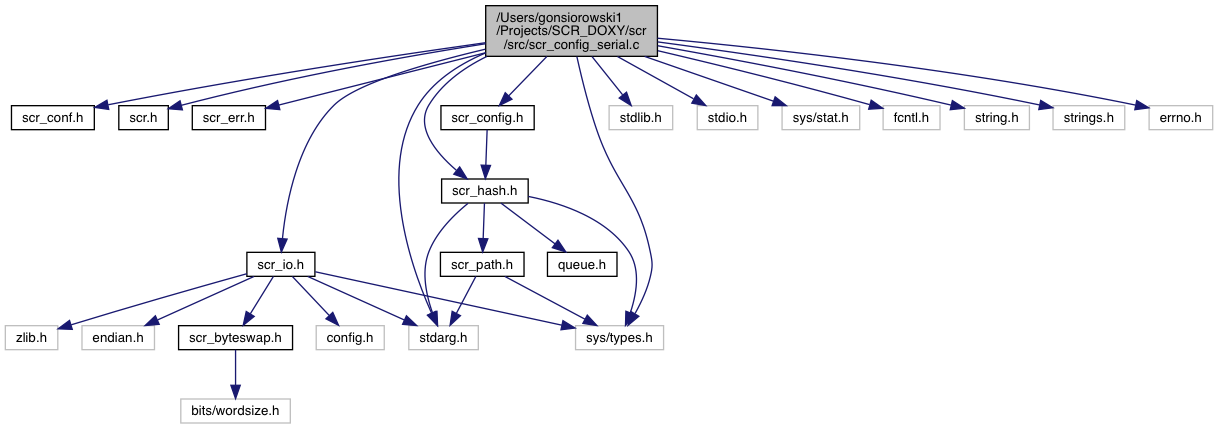 /Users/gonsiorowski1
/Projects/SCR_DOXY/scr
/src/scr_config_serial.c
scr_conf.h
scr.h
scr_err.h
scr_config.h
stdlib.h
stdio.h
sys/stat.h
fcntl.h
string.h
strings.h
errno.h
scr_hash.h
scr_io.h
scr_path.h
queue.h
zlib.h
endian.h
scr_byteswap.h
config.h
stdarg.h
sys/types.h
bits/wordsize.h